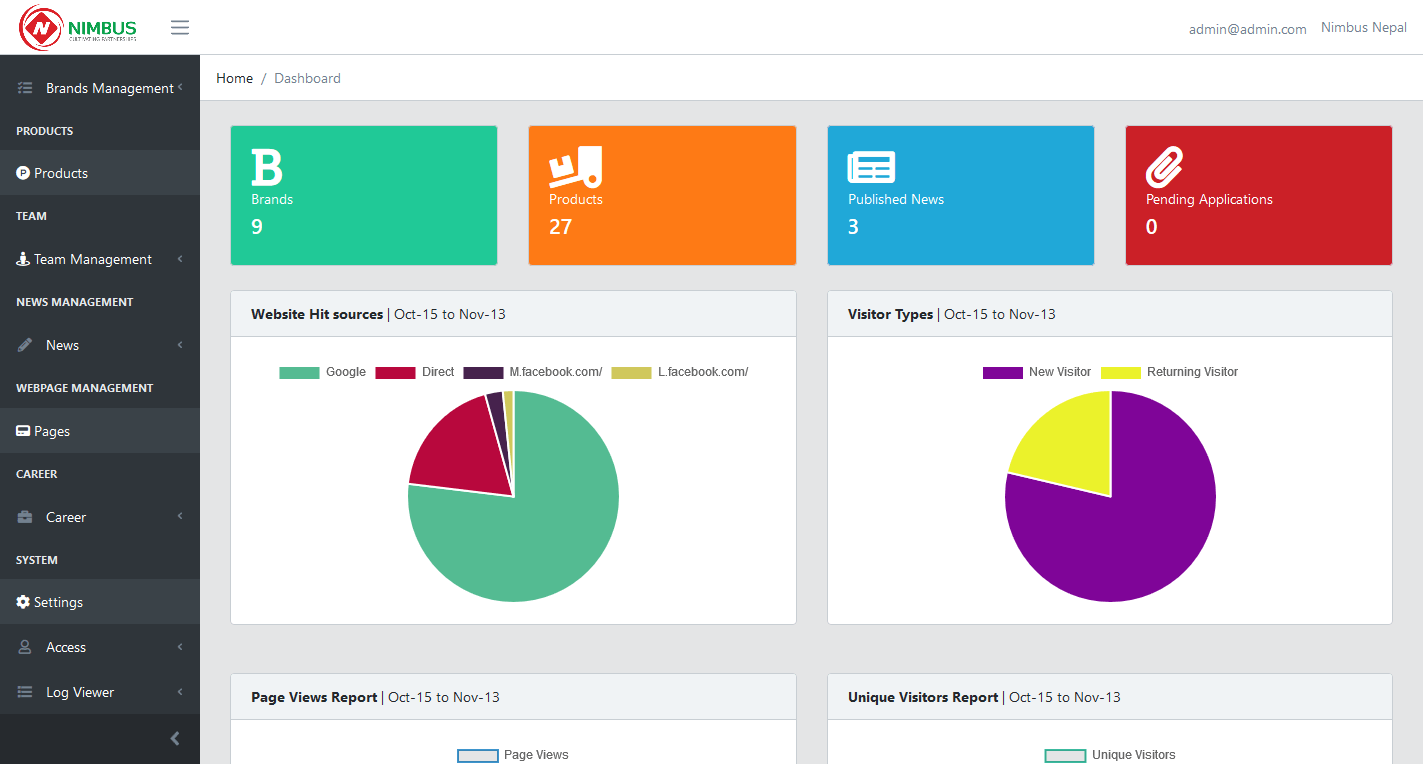 NIMBUS
CULTIVATING PARTNERSHIPS
admin@admin.com
Nimbus Nepal
Brands Management
PRODUCTS
Products
TEAM
Team Management
NEWS MANAGEMENT
News
WEBPAGE MANAGEMENT
Pages
CAREER
Career
SYSTEM
Settings
Access
Log Viewer
Home / Dashboard
Brands
9
Products
27
Published News
3
Pending Applications
0
Website Hit sources | Oct-15 to Nov-13
Google Direct M.facebook.com/ L.facebook.com/
Visitor Types | Oct-15 to Nov-13
New Visitor Returning Visitor
Page Views Report | Oct-15 to Nov-13
Page Views
Unique Visitors Report | Oct-15 to Nov-13
Unique Visitors